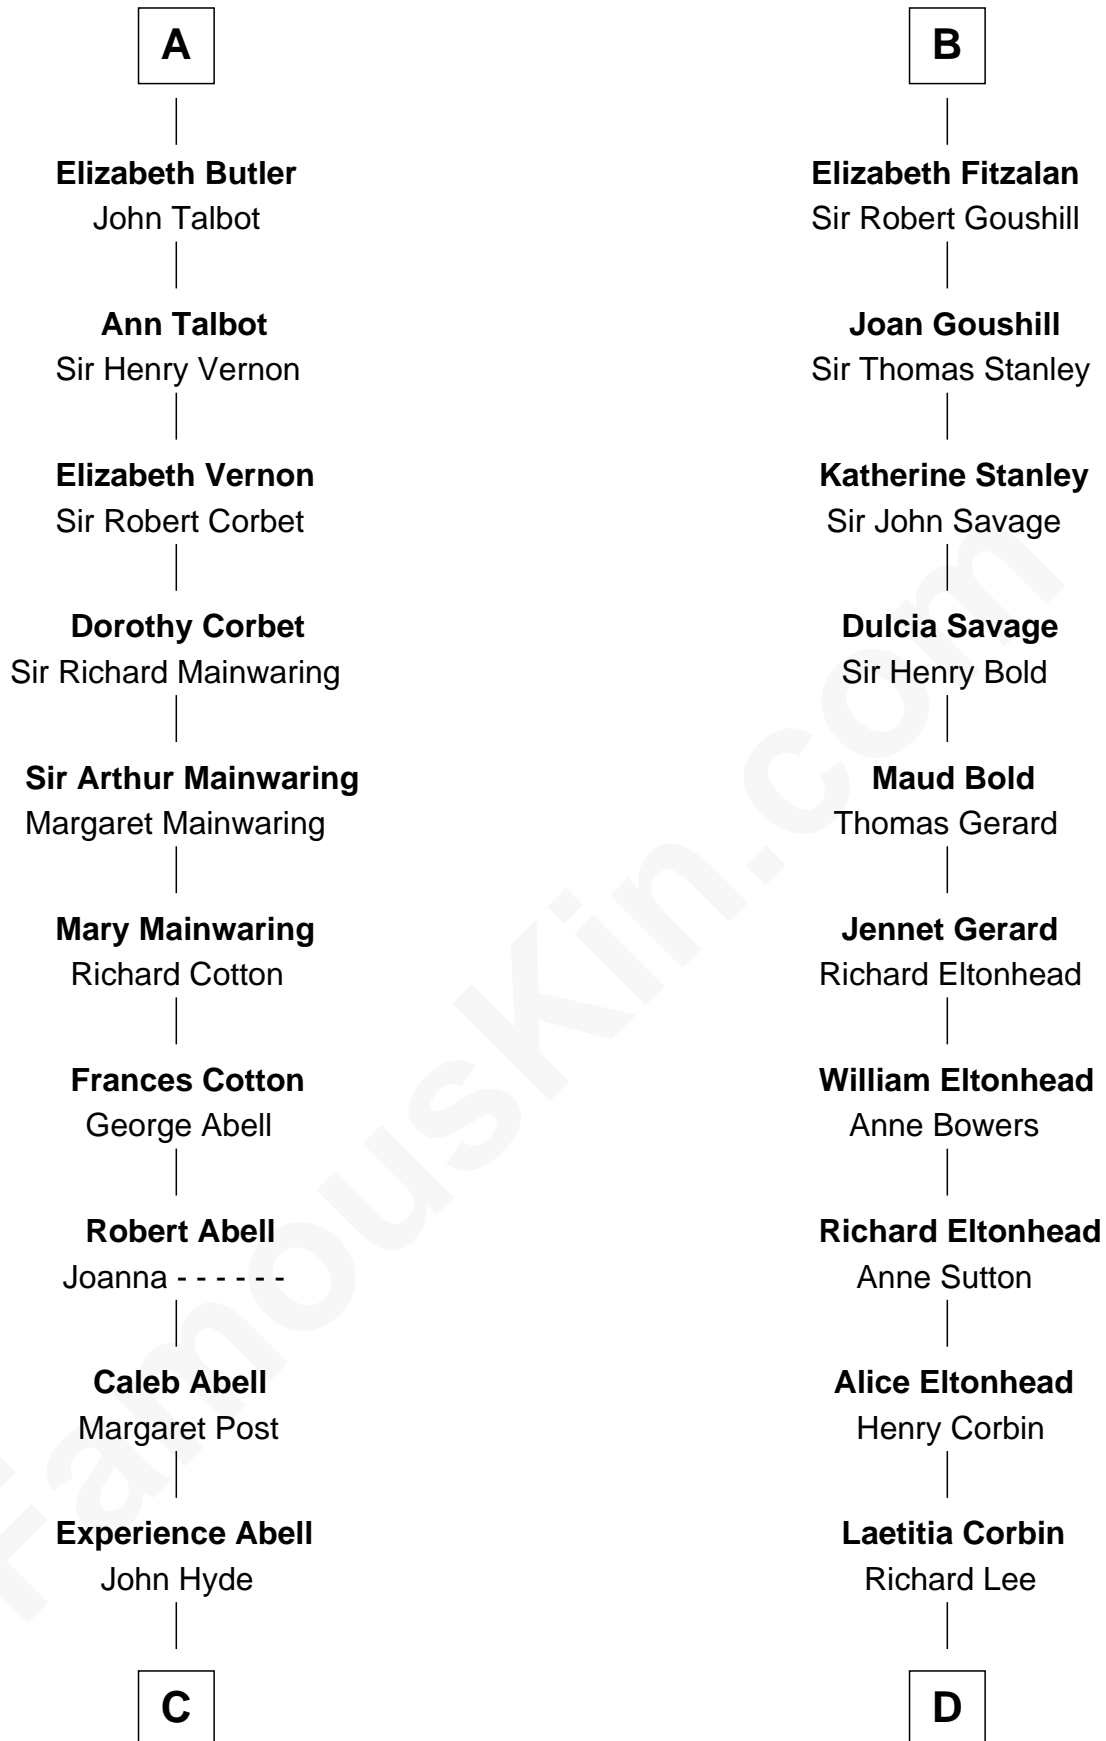 A
Elizabeth Butler
John Talbot
Ann Talbot
Sir Henry Vernon
Elizabeth Vernon
Sir Robert Corbet
Dorothy Corbet
Sir Richard Mainwaring
Sir Arthur Mainwaring
Margaret Mainwaring
Mary Mainwaring
Richard Cotton
Frances Cotton
George Abell
Robert Abell
Joanna - - - - - -
Caleb Abell
Margaret Post
Experience Abell
John Hyde
C
B
Elizabeth Fitzalan
Sir Robert Goushill
Joan Goushill
Sir Thomas Stanley
Katherine Stanley
Sir John Savage
Dulcia Savage
Sir Henry Bold
Maud Bold
Thomas Gerard
Jennet Gerard
Richard Eltonhead
William Eltonhead
Anne Bowers
Richard Eltonhead
Anne Sutton
Alice Eltonhead
Henry Corbin
Laetitia Corbin
Richard Lee
D
FamousKin.com